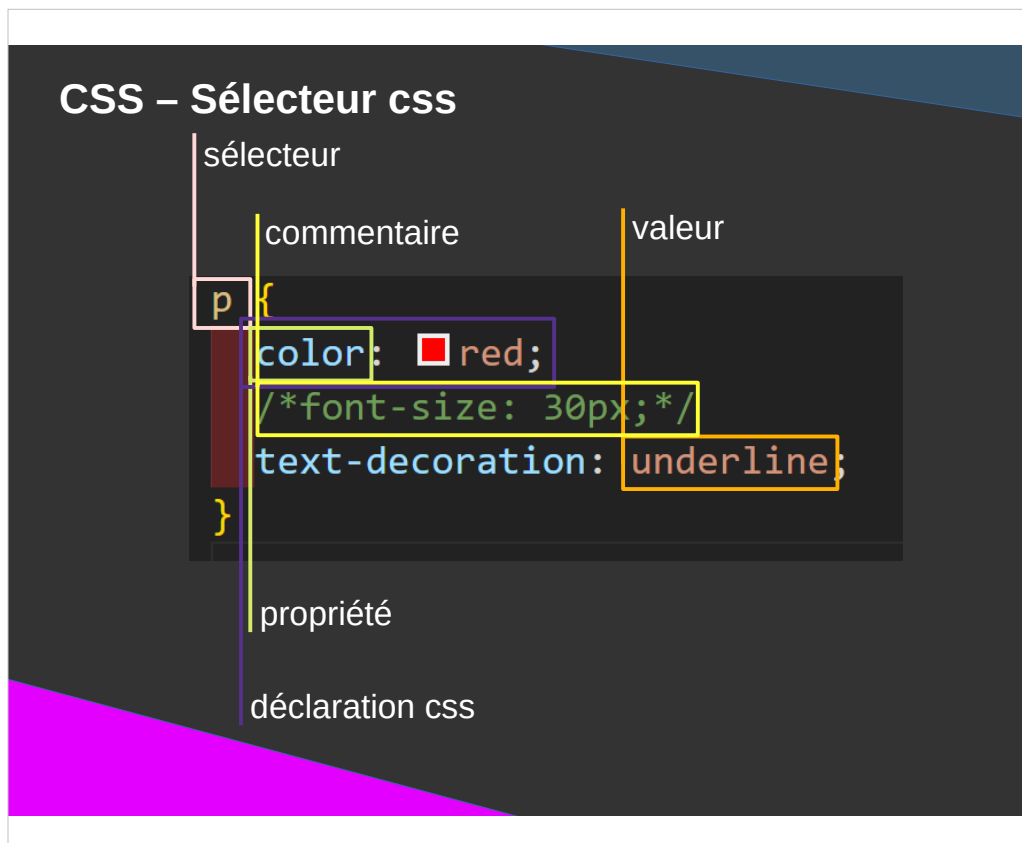 CSS – Sélecteur css
sélecteur
commentaire
valeur
p {
color: red;
/*font-size: 30px;*/
text-decoration: underline;
}
propriété
déclaration css